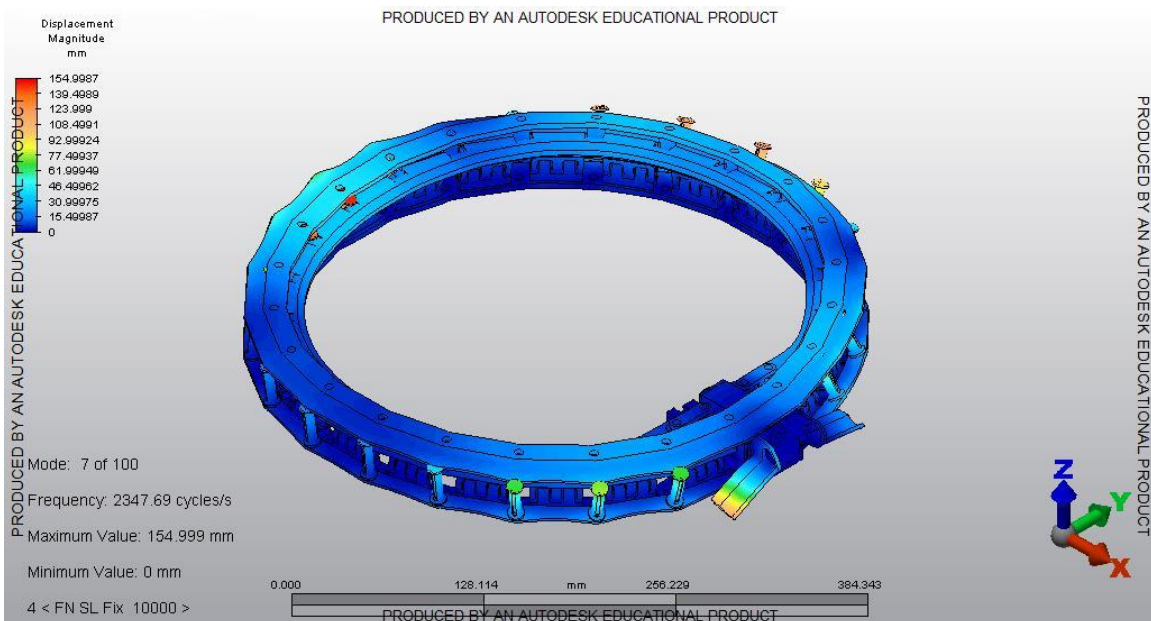 PRODUCED BY AN AUTODESK EDUCATIONAL PRODUCT
Displacement
Magnitude
mm
154.9987
139.4989
123.999
108.4991
92.99924
77.49937
61.99949
46.49962
30.99975
15.49987
0
PRODUCED BY AN AUTODESK EDUCATIONAL PRODUCT
PRODUCED BY AN AUTODESK EDUCATIONAL PRODUCT
Mode: 7 of 100
Frequency: 2347.69 cycles/s
Maximum Value: 154.999 mm
Minimum Value: 0 mm
4 < FN SL Fix 10000 >
0.000 128.114 mm 256.229 384.343
PRODUCED BY AN AUTODESK EDUCATIONAL PRODUCT
Z
Y
X